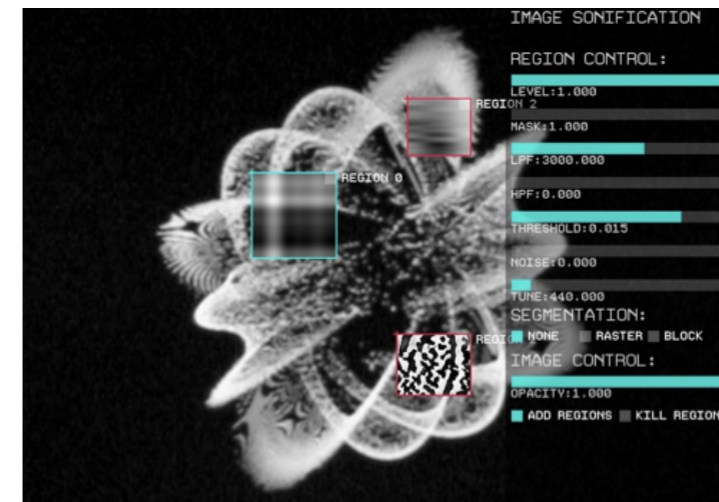 IMAGE SONIFICATION
REGION CONTROL:
LEVEL:1.000
REGION 2
MASK:1.000
LPF:3000.000
REGION 0
HPF:0.000
THRESHOLD:0.015
NOISE:0.000
TUNE:440.000
SEGMENTATION:
REGION
NONE RASTER BLOCK
IMAGE CONTROL:
OPACITY:1.000
ADD REGIONS KILL REGION